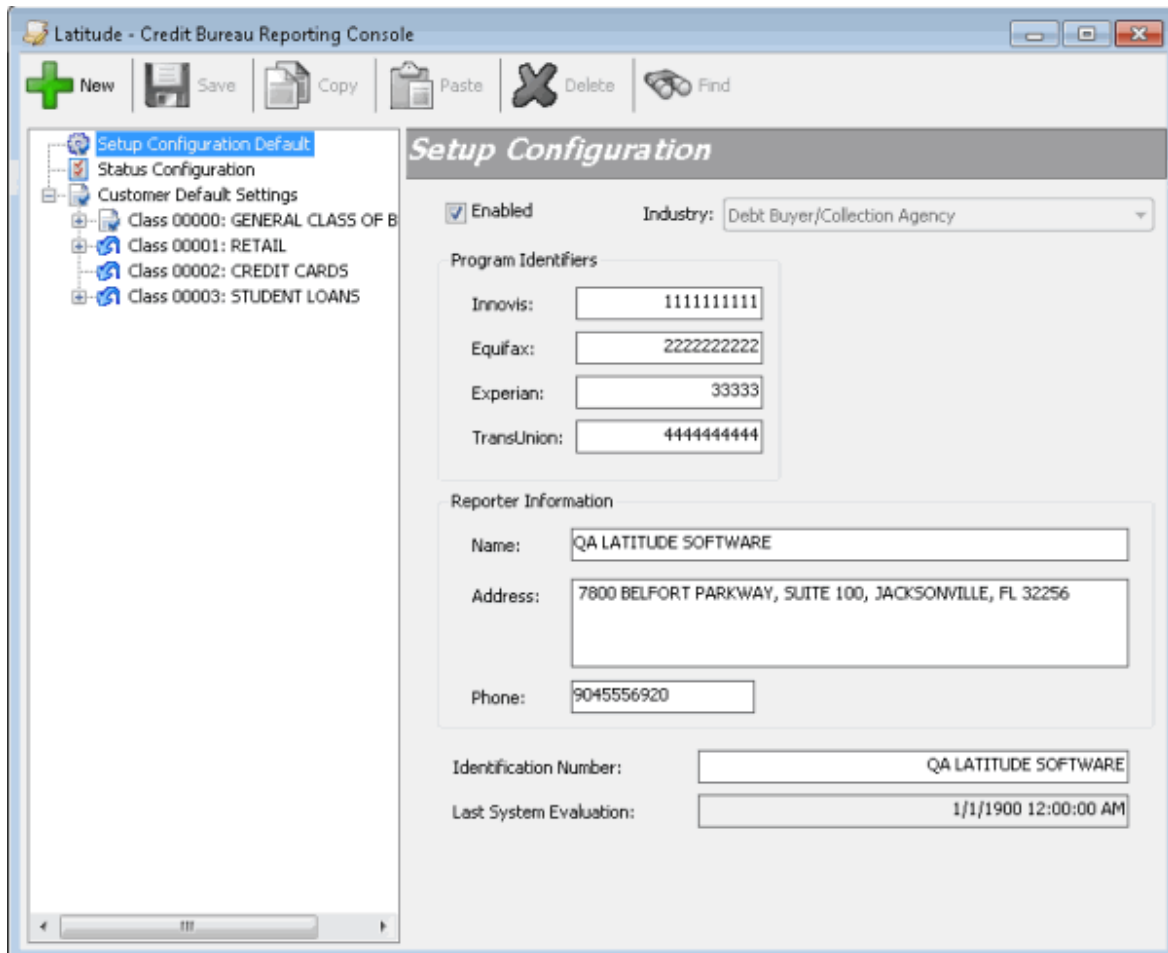 Latitude - Credit Bureau Reporting Console
New Save Copy Paste Delete Find
Setup Configuration Default
Status Configuration
Customer Default Settings
Class 00000: GENERAL CLASS OF B
Class 00001: RETAIL
Class 00002: CREDIT CARDS
Class 00003: STUDENT LOANS
Setup Configuration
Enabled Industry: Debt Buyer/Collection Agency
Program Identifiers
Innovis: 1111111111
Equifax: 2222222222
Experian: 33333
TransUnion: 4444444444
Reporter Information
Name: QA LATITUDE SOFTWARE
Address: 7800 BELFORT PARKWAY, SUITE 100, JACKSONVILLE, FL 32256
Phone: 9045556920
Identification Number: QA LATITUDE SOFTWARE
Last System Evaluation: 1/1/1900 12:00:00 AM